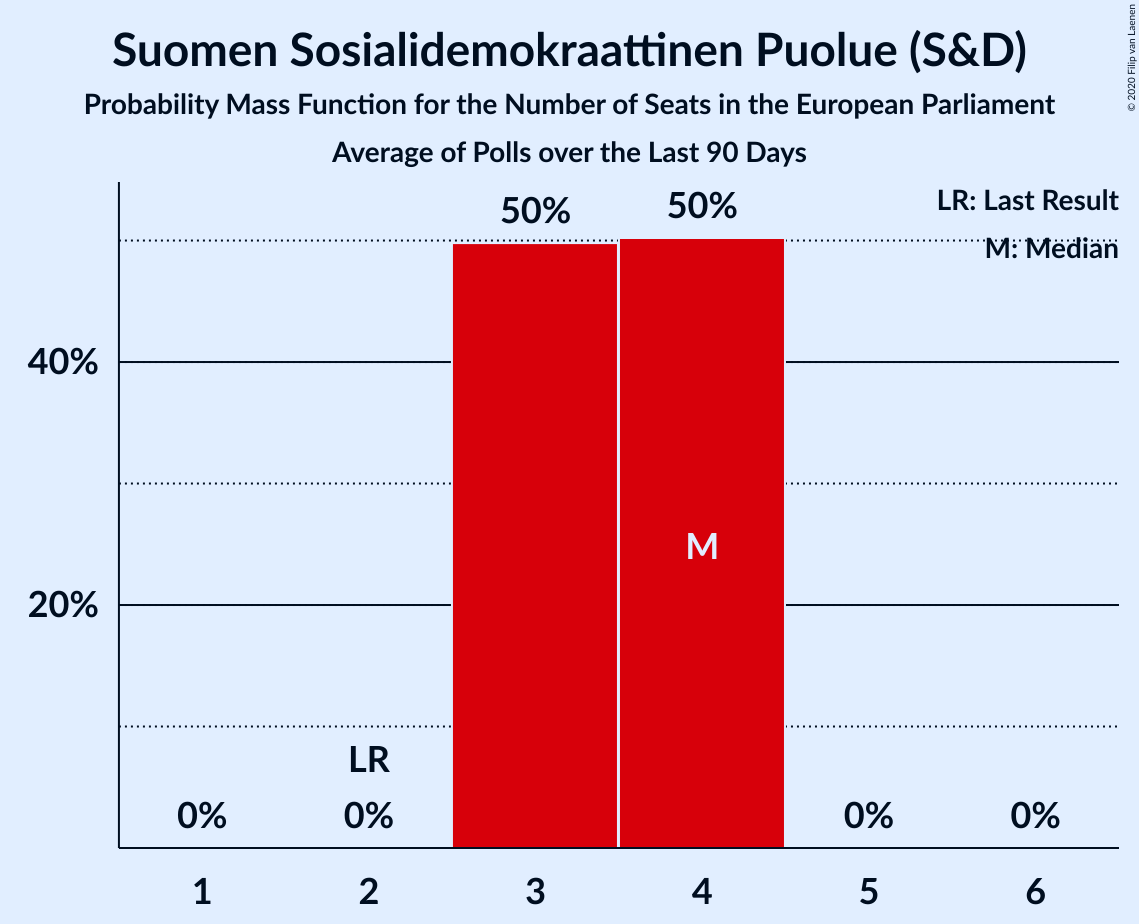 Suomen Sosialidemokraattinen Puolue (S&D)
Probability Mass Function for the Number of Seats in the European Parliament
Average of Polls over the Last 90 Days
© 2020 Filip van Laenen
LR: Last Result
M: Median
50%
50%
40%
20%
M
LR
0%
0%
0%
0%
1
2
3
4
5
6